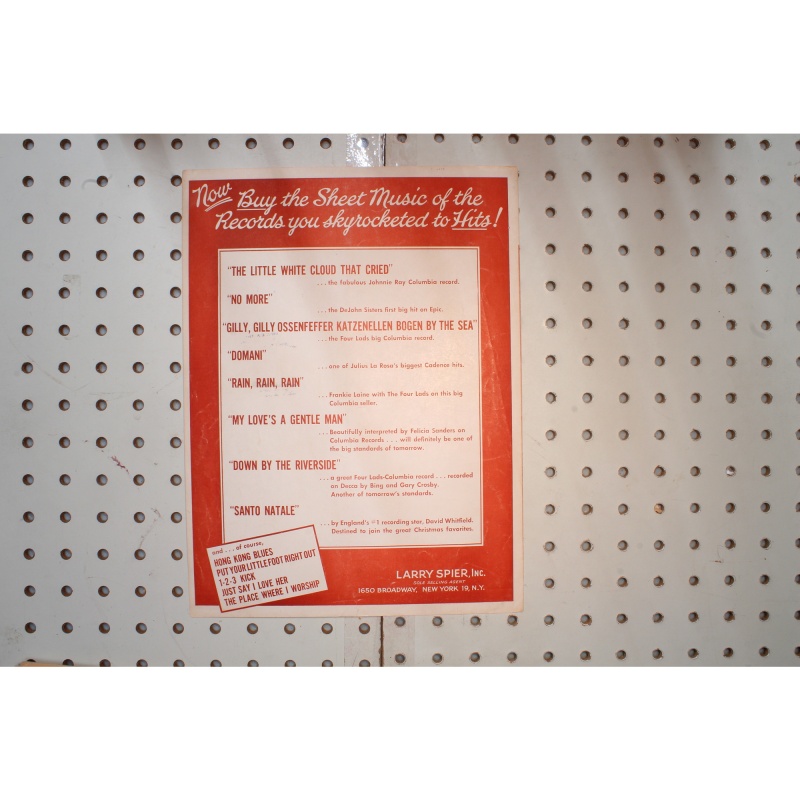 Now Buy the Sheet Music of the
Records you skyrocketed to Hits!
"THE LITTLE WHITE CLOUD THAT CRIED"
... the fabulous Johnnie Ray Columbia record.
"NO MORE"
... the DeJohn Sisters first big hit on Epic.
"GILLY, GILLY OSSENFEFFER KATZENELLEN BOGEN BY THE SEA"
... the Four Lads big Columbia record.
"DOMANI"
... one of Julius La Rosa's biggest Cadence hits.
"RAIN, RAIN, RAIN"
... Frankie Laine with The Four Lads on this big
Columbia seller.
"MY LOVE'S A GENTLE MAN"
... Beautifully interpreted by Felicia Sanders on
Columbia Records ... will definitely be one of
the big standards of tomorrow.
"DOWN BY THE RIVERSIDE"
... a great Four Lads-Columbia record ... recorded
on Decca by Bing and Gary Crosby.
Another of tomorrow's standards.
"SANTO NATALE"
... by England's #1 recording star, David Whitfield.
Destined to join the great Christmas favorites.
and ... of course,
HONG KONG BLUES
PUT YOUR LITTLE FOOT RIGHT OUT
1-2-3 KICK
JUST SAY I LOVE HER
THE PLACE WHERE I WORSHIP
LARRY SPIER, INC.
SOLE SELLING AGENT
1650 BROADWAY, NEW YORK 19, N.Y.